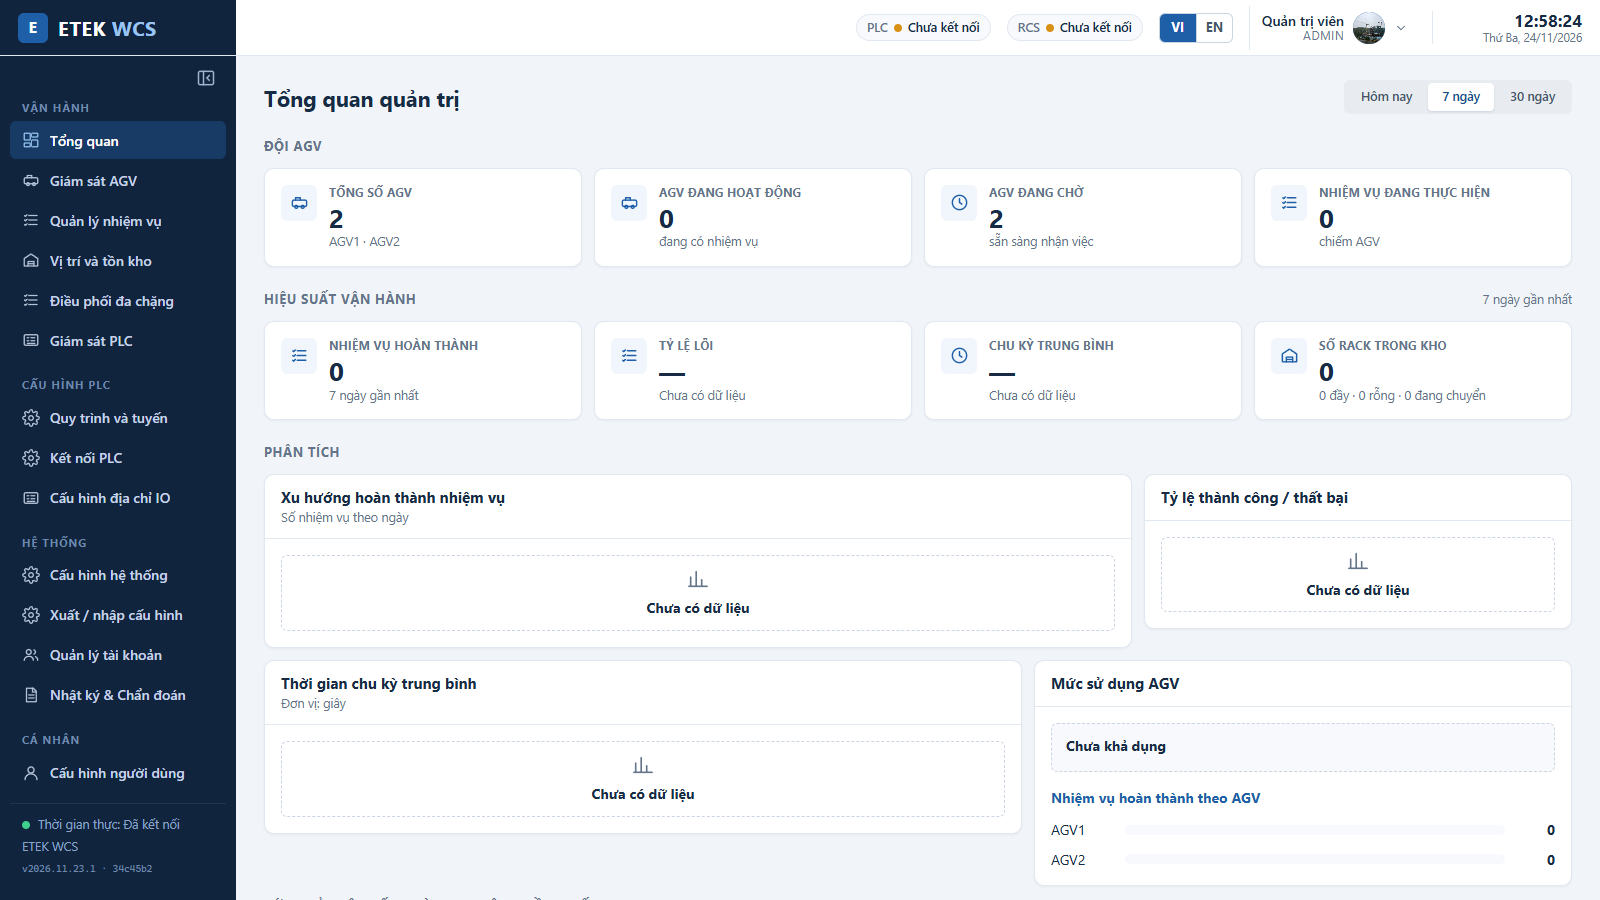 E ETEK WCS
PLC Chưa kết nối
RCS Chưa kết nối
VI EN
Quản trị viên
ADMIN
12:58:24
Thứ Ba, 24/11/2026
VẬN HÀNH
Tổng quan
Giám sát AGV
Quản lý nhiệm vụ
Vị trí và tồn kho
Điều phối đa chặng
Giám sát PLC
CẤU HÌNH PLC
Quy trình và tuyến
Kết nối PLC
Cấu hình địa chỉ IO
HỆ THỐNG
Cấu hình hệ thống
Xuất / nhập cấu hình
Quản lý tài khoản
Nhật ký & Chẩn đoán
CÁ NHÂN
Cấu hình người dùng
Thời gian thực: Đã kết nối
ETEK WCS
v2026.11.23.1 · 34c45b2
Tổng quan quản trị
Hôm nay 7 ngày 30 ngày
ĐỘI AGV
TỔNG SỐ AGV
2
AGV1 · AGV2
AGV ĐANG HOẠT ĐỘNG
0
đang có nhiệm vụ
AGV ĐANG CHỜ
2
sẵn sàng nhận việc
NHIỆM VỤ ĐANG THỰC HIỆN
0
chiếm AGV
HIỆU SUẤT VẬN HÀNH
7 ngày gần nhất
NHIỆM VỤ HOÀN THÀNH
0
7 ngày gần nhất
TỶ LỆ LỖI
—
Chưa có dữ liệu
CHU KỲ TRUNG BÌNH
—
Chưa có dữ liệu
SỐ RACK TRONG KHO
0
0 đầy · 0 rỗng · 0 đang chuyển
PHÂN TÍCH
Xu hướng hoàn thành nhiệm vụ
Số nhiệm vụ theo ngày
Chưa có dữ liệu
Tỷ lệ thành công / thất bại
Chưa có dữ liệu
Thời gian chu kỳ trung bình
Đơn vị: giây
Chưa có dữ liệu
Mức sử dụng AGV
Chưa khả dụng
Nhiệm vụ hoàn thành theo AGV
AGV1 0
AGV2 0